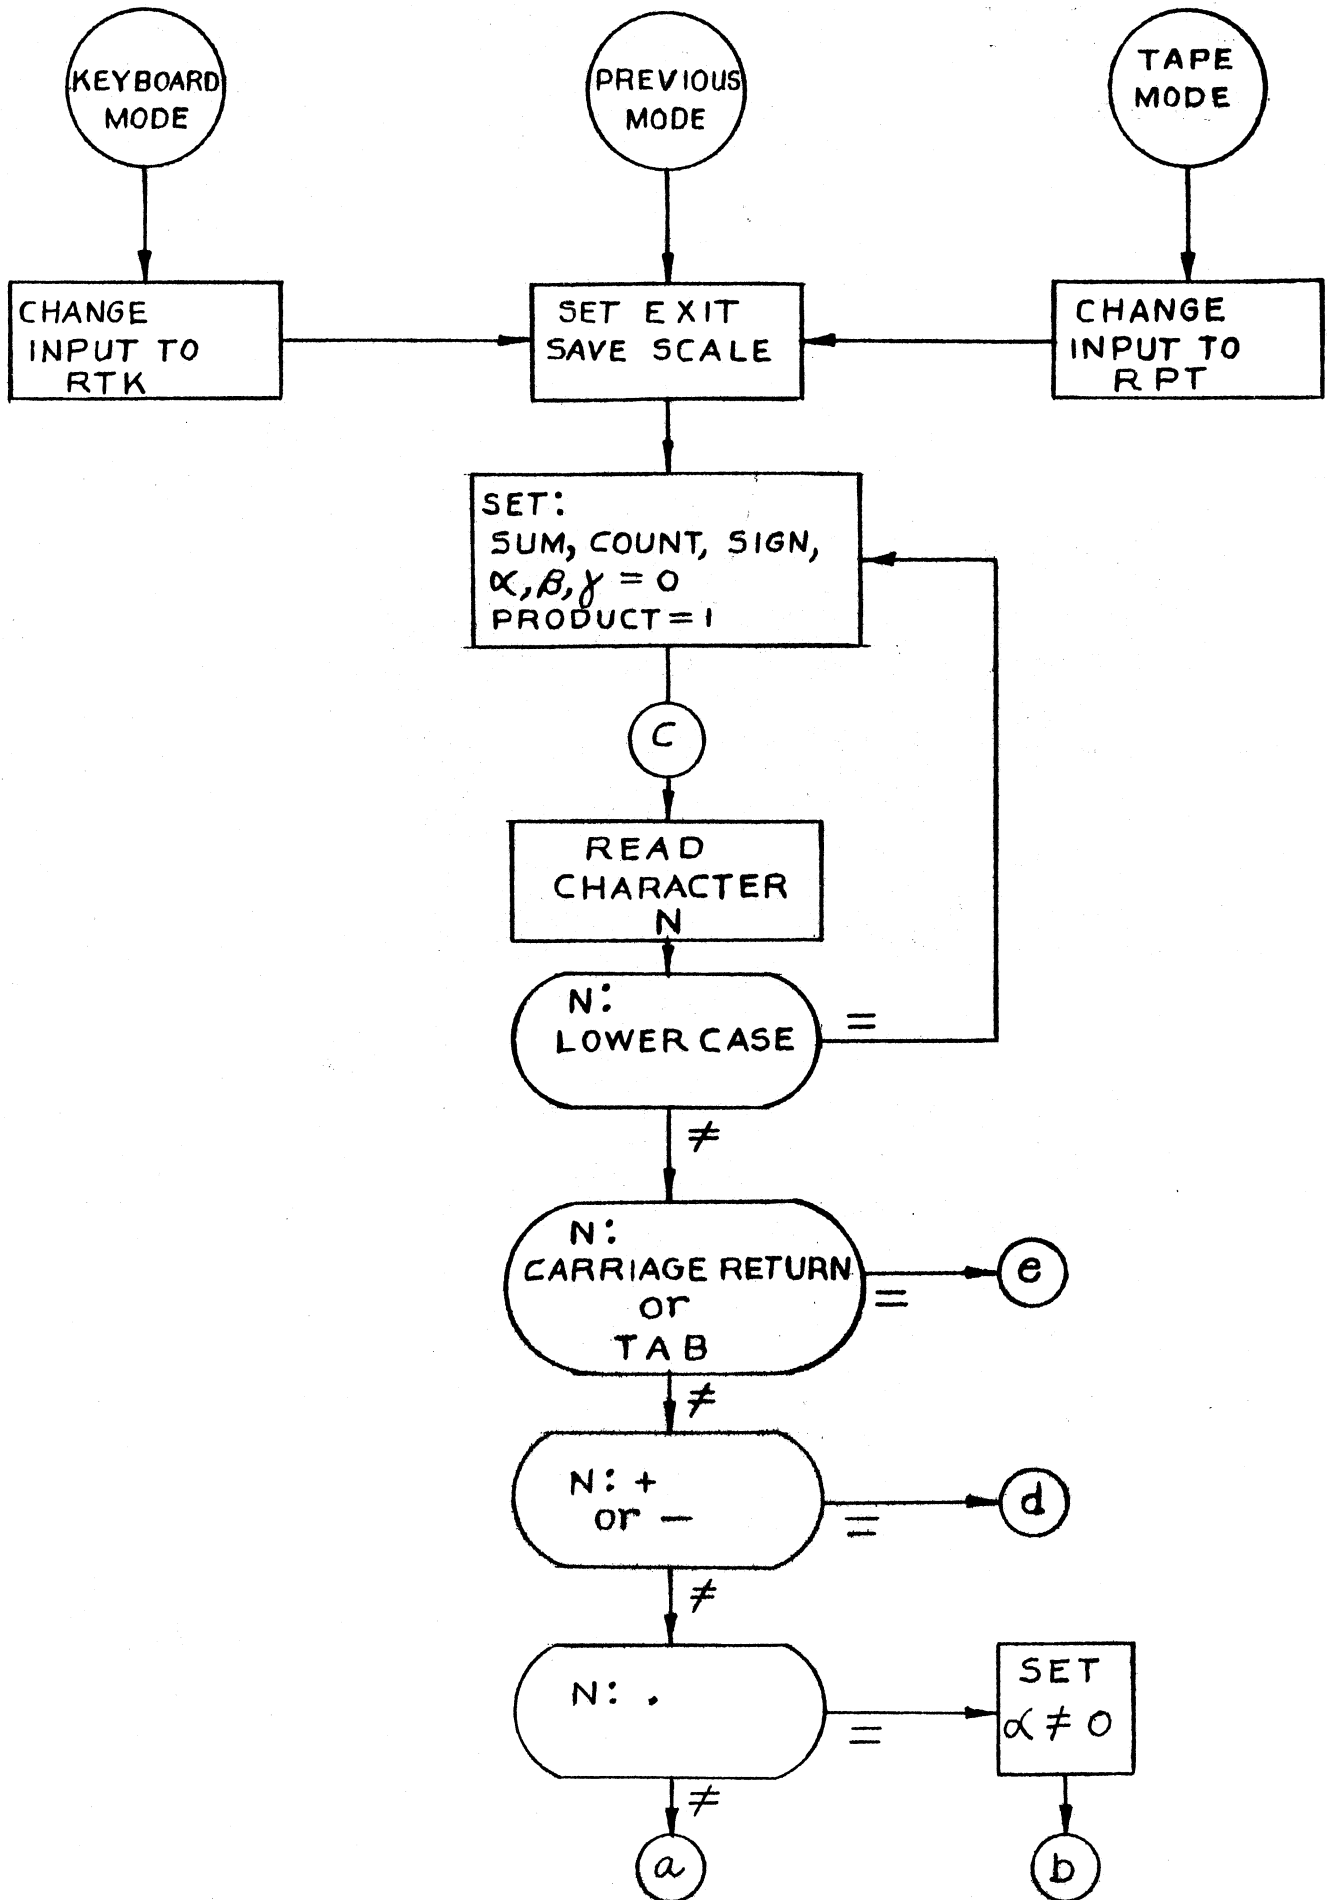 KEYBOARD
MODE
PREVIOUS
MODE
TAPE
MODE
CHANGE
INPUT TO
RTK
SET EXIT
SAVE SCALE
CHANGE
INPUT TO
RPT
SET:
SUM, COUNT, SIGN,
α, β, γ = 0
PRODUCT = 1
C
READ
CHARACTER
N
N:
LOWER CASE
=
≠
N:
CARRIAGE RETURN
or
TAB
=
e
≠
N: +
or —
=
d
≠
N: .
=
SET
α ≠ 0
≠
a
b